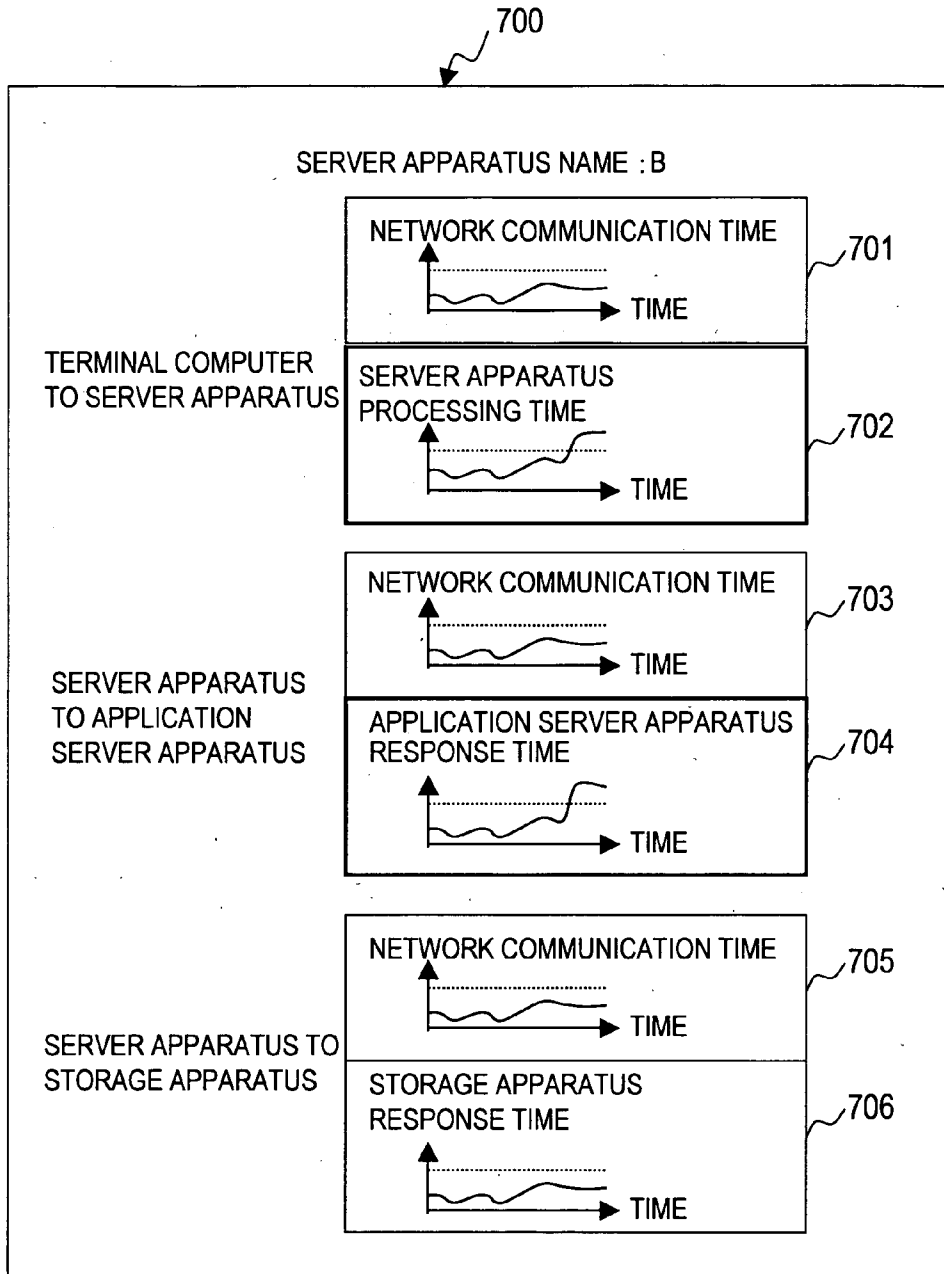 700
SERVER APPARATUS NAME : B
NETWORK COMMUNICATION TIME
TIME
701
TERMINAL COMPUTER
TO SERVER APPARATUS
SERVER APPARATUS
PROCESSING TIME
TIME
702
NETWORK COMMUNICATION TIME
TIME
703
SERVER APPARATUS
TO APPLICATION
SERVER APPARATUS
APPLICATION SERVER APPARATUS
RESPONSE TIME
TIME
704
NETWORK COMMUNICATION TIME
TIME
705
SERVER APPARATUS TO
STORAGE APPARATUS
STORAGE APPARATUS
RESPONSE TIME
TIME
706